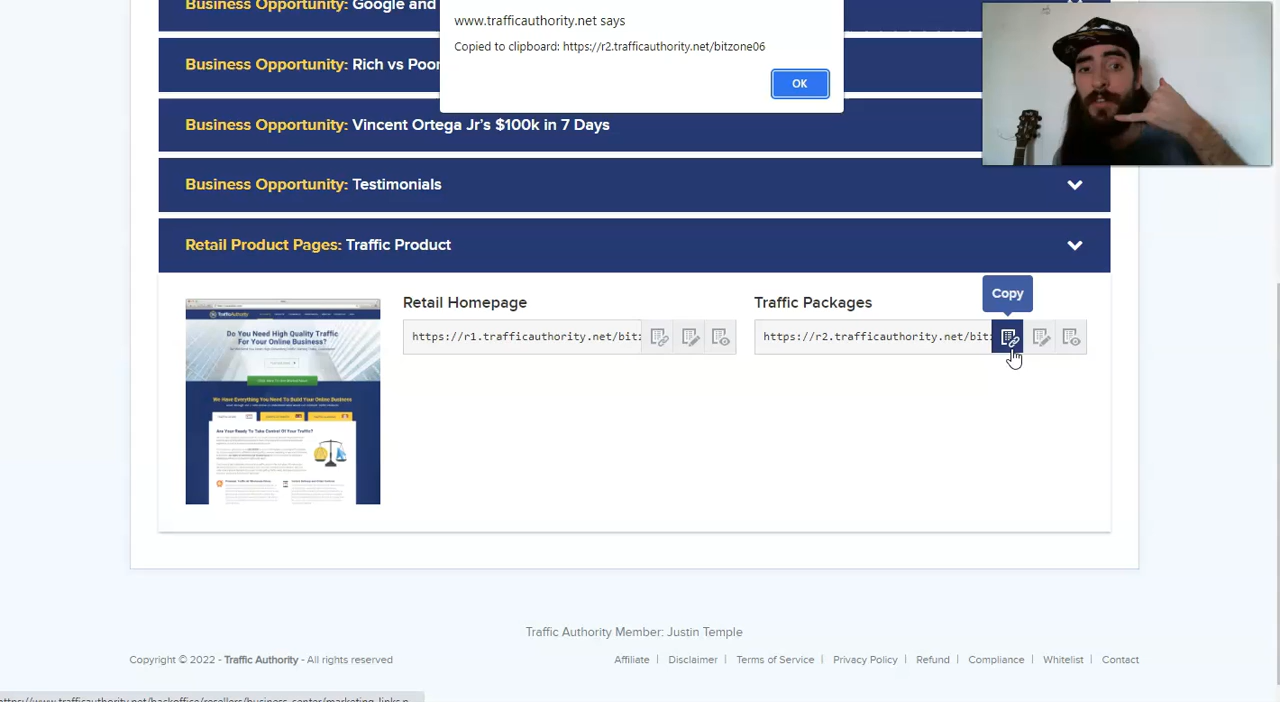 Business Opportunity: Google and
www.trafficauthority.net says
Copied to clipboard: https://r2.trafficauthority.net/bitzone06
OK
Business Opportunity: Rich vs Poor
Business Opportunity: Vincent Ortega Jr's $100k in 7 Days
Business Opportunity: Testimonials
Retail Product Pages: Traffic Product
Retail Homepage
Traffic Packages
Copy
https://r1.trafficauthority.net/bit
https://r2.trafficauthority.net/bit
TrafficAuthority
Do You Need High Quality Traffic
For Your Online Business?
We Have Everything You Need To Build Your Online Business
Are Your Ready To Take Control Of Your Traffic?
Traffic Authority Member: Justin Temple
Copyright © 2022 - Traffic Authority - All rights reserved
Affiliate | Disclaimer | Terms of Service | Privacy Policy | Refund | Compliance | Whitelist | Contact